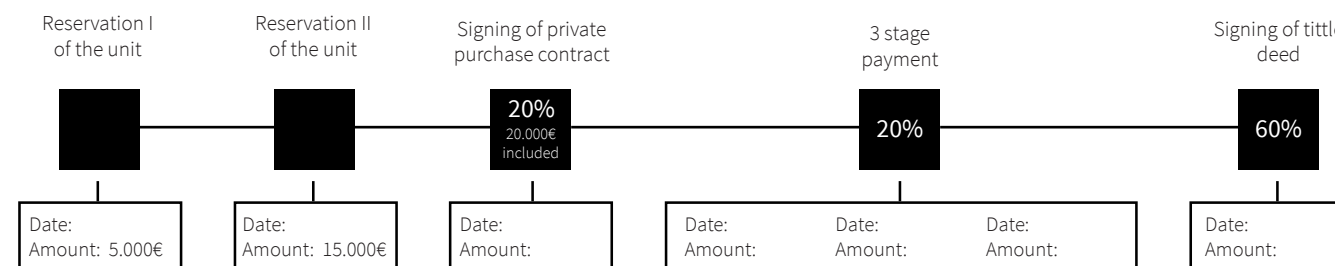 Reservation I
of the unit
Reservation II
of the unit
Signing of private
purchase contract
3 stage
payment
Signing of tittle
deed
20%
20.000€
included
20%
60%
Date:
Amount: 5.000€
Date:
Amount: 15.000€
Date:
Amount:
Date:
Amount:
Date:
Amount:
Date:
Amount:
Date:
Amount: